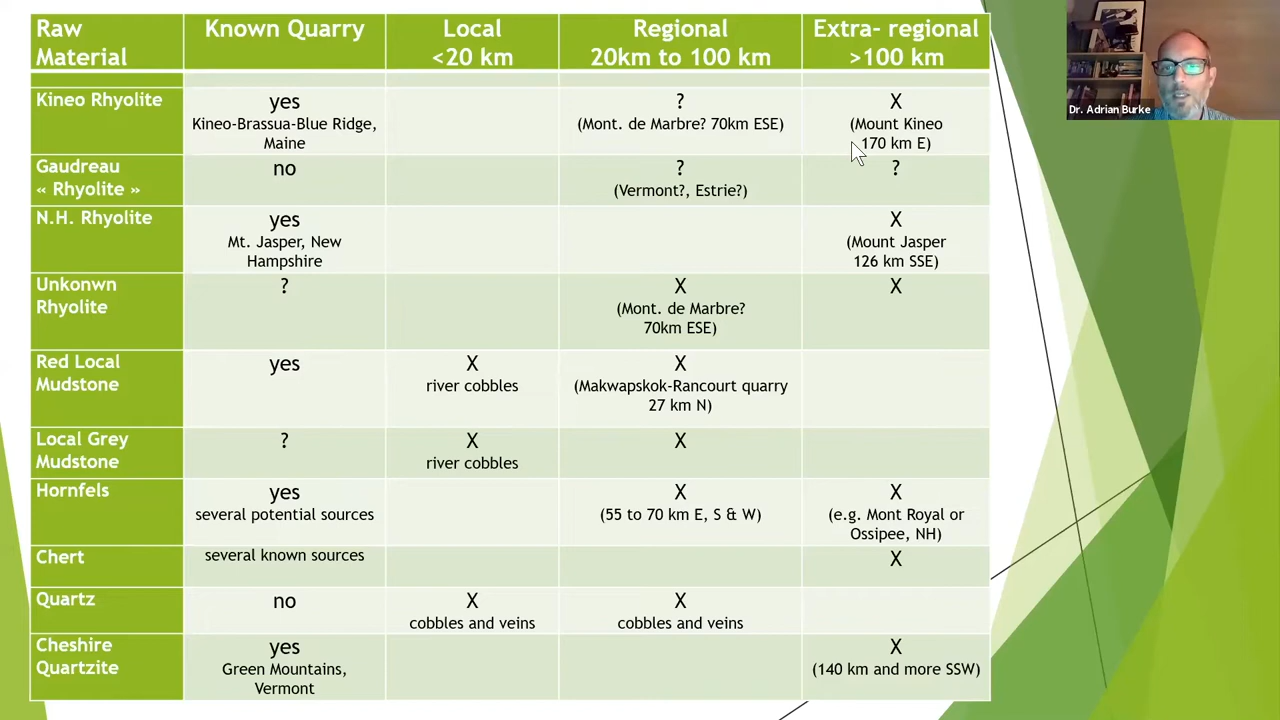 Raw Material
Known Quarry
Local <20 km
Regional 20km to 100 km
Extra- regional >100 km
Kineo Rhyolite
yes
Kineo-Brassua-Blue Ridge,
Maine
?
(Mont. de Marbre? 70km ESE)
X
(Mount Kineo
170 km E)
Gaudreau
« Rhyolite »
no
?
(Vermont?, Estrie?)
?
N.H. Rhyolite
yes
Mt. Jasper, New
Hampshire
X
(Mount Jasper
126 km SSE)
Unkonwn
Rhyolite
?
X
(Mont. de Marbre?
70km ESE)
X
Red Local
Mudstone
yes
X
river cobbles
X
(Makwapskok-Rancourt quarry
27 km N)
Local Grey
Mudstone
?
X
river cobbles
X
Hornfels
yes
several potential sources
X
(55 to 70 km E, S & W)
X
(e.g. Mont Royal or
Ossipee, NH)
Chert
several known sources
X
Quartz
no
X
cobbles and veins
X
cobbles and veins
Cheshire
Quartzite
yes
Green Mountains,
Vermont
X
(140 km and more SSW)
Dr. Adrian Burke